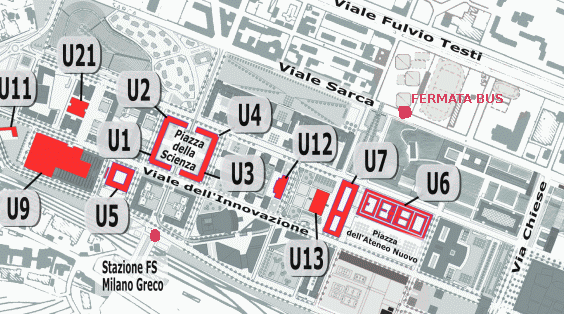 Viale Fulvio Testi
U21
Viale Sarca
U11
U2
FERMATA BUS
U4
U1
Piazza
della
Scienza
U12
U7
U3
U6
Viale dell'Innovazione
U9
U5
Via Chiese
Piazza
dell'Ateneo Nuovo
U13
Stazione FS
Milano Greco